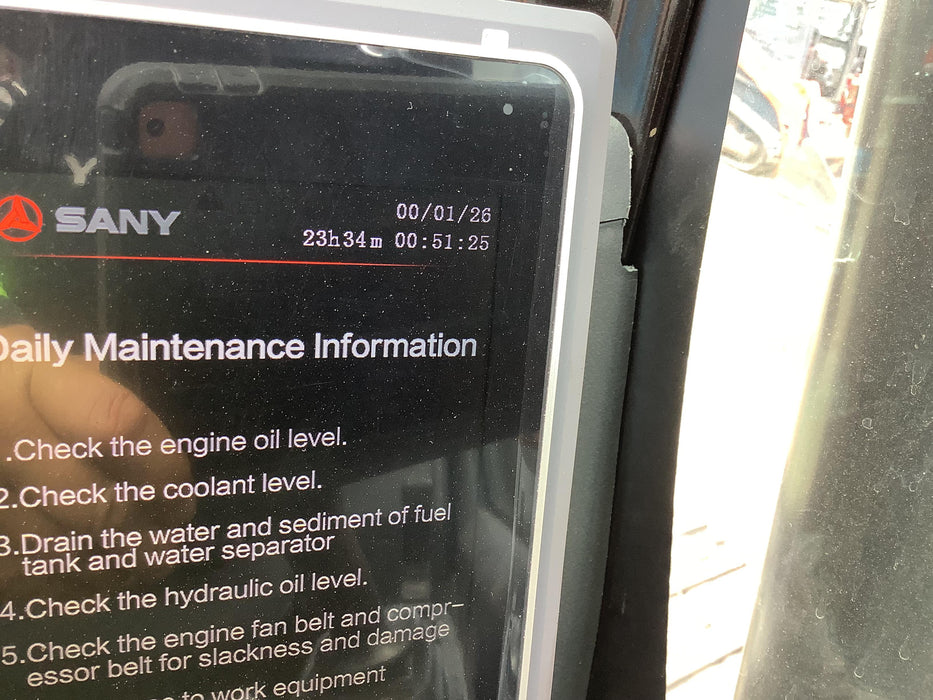 SANY
00/01/26
23h34m 00:51:25
Daily Maintenance Information
1.Check the engine oil level.
2.Check the coolant level.
3.Drain the water and sediment of fuel
tank and water separator
4.Check the hydraulic oil level.
5.Check the engine fan belt and compr-
essor belt for slackness and damage
to work equipment